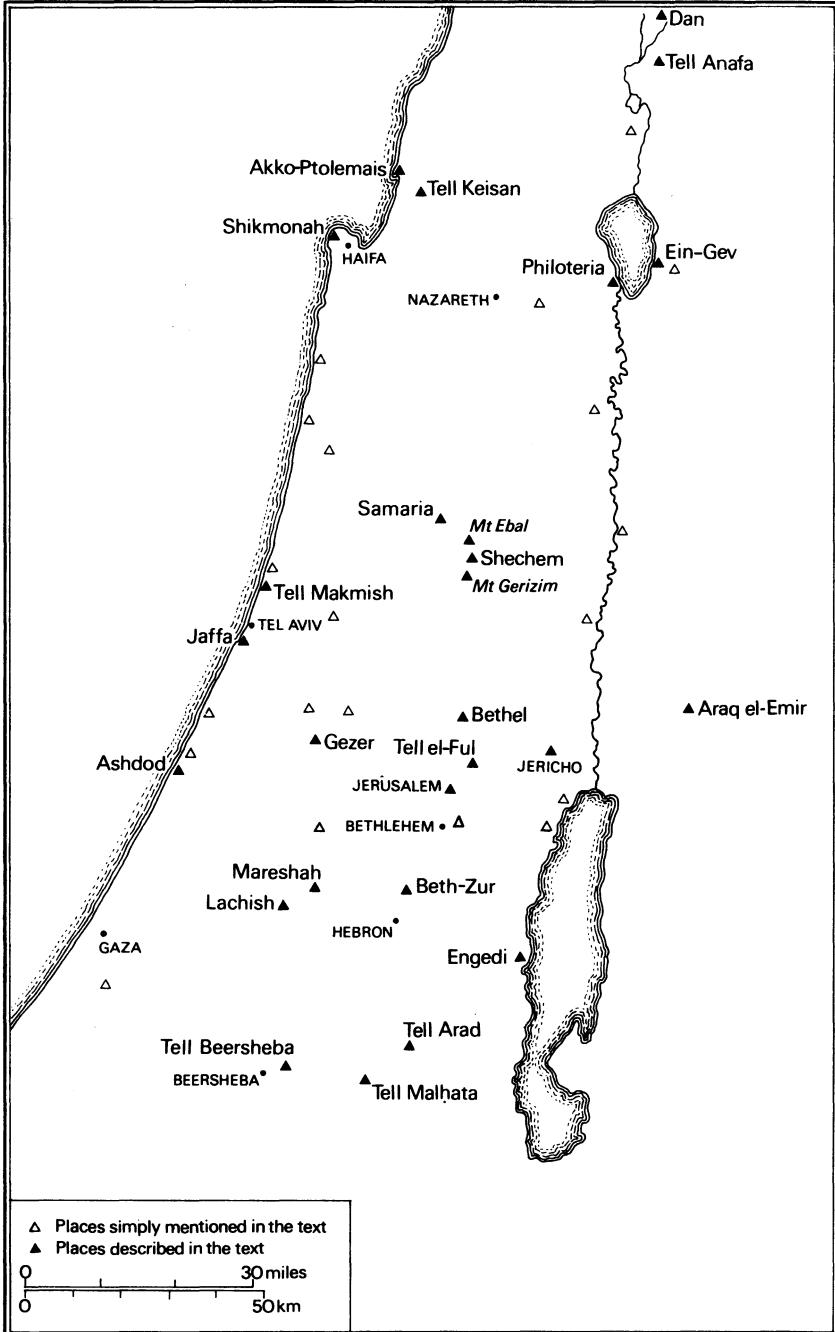 Dan
Tell Anafa
Akko-Ptolemais
Tell Keisan
Shikmonah
HAIFA
Ein-Gev
Philoteria
NAZARETH
Samaria
Mt Ebal
Shechem
Mt Gerizim
Tell Makmish
TEL AVIV
Jaffa
Araq el-Emir
Bethel
Gezer
Tell el-Ful
JERICHO
Ashdod
JERUSALEM
BETHLEHEM
Mareshah
Beth-Zur
Lachish
HEBRON
GAZA
Engedi
Tell Arad
Tell Beersheba
BEERSHEBA
Tell Malhata
Places simply mentioned in the text
Places described in the text
0 30 miles
0 50 km